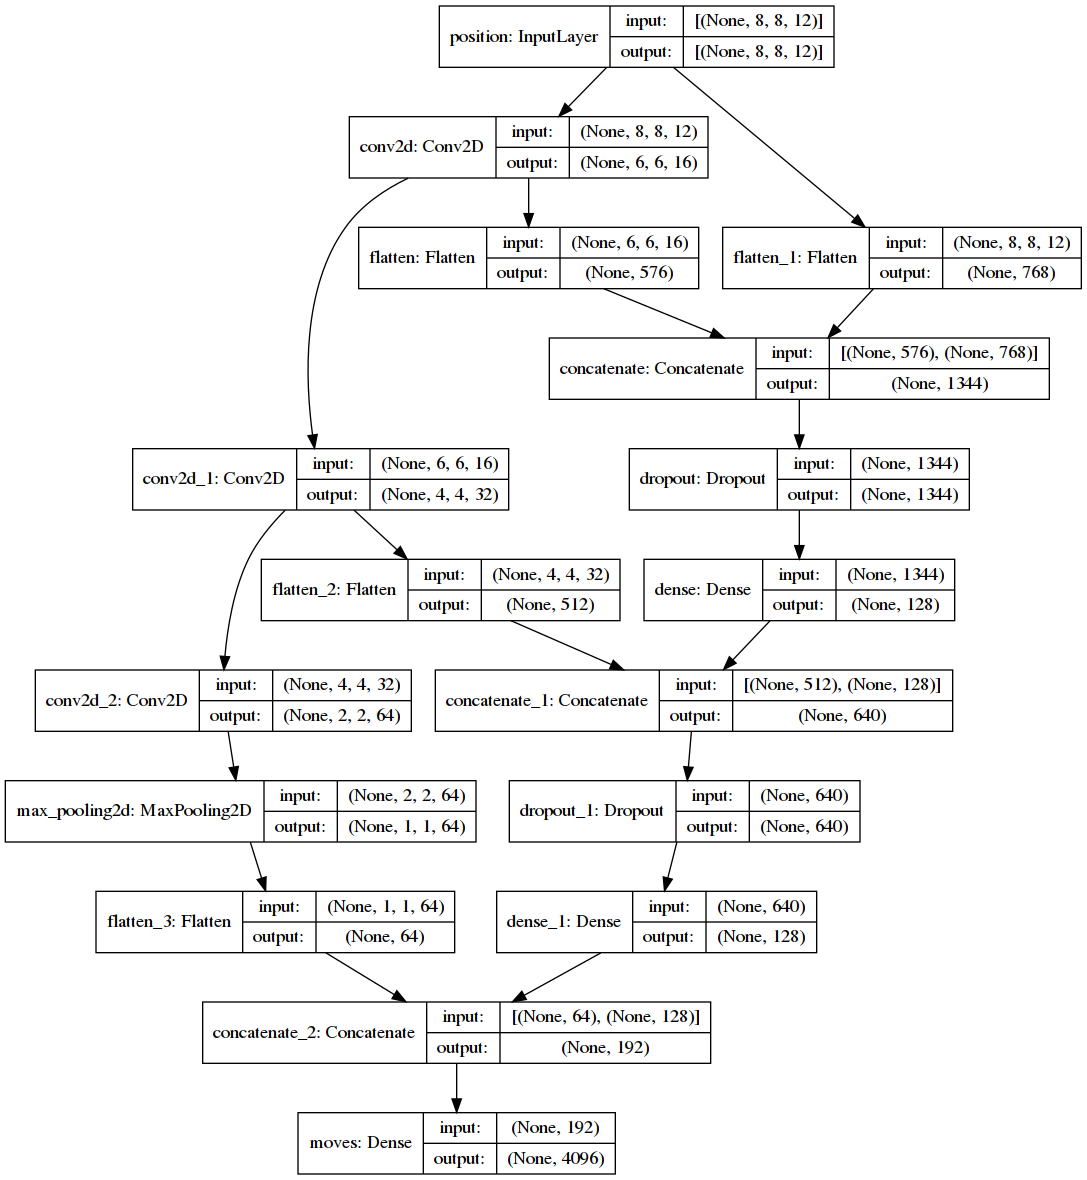 position: InputLayer
input: [(None, 8, 8, 12)]
output: [(None, 8, 8, 12)]
conv2d: Conv2D
input: (None, 8, 8, 12)
output: (None, 6, 6, 16)
flatten: Flatten
input: (None, 6, 6, 16)
output: (None, 576)
flatten_1: Flatten
input: (None, 8, 8, 12)
output: (None, 768)
concatenate: Concatenate
input: [(None, 576), (None, 768)]
output: (None, 1344)
conv2d_1: Conv2D
input: (None, 6, 6, 16)
output: (None, 4, 4, 32)
dropout: Dropout
input: (None, 1344)
output: (None, 1344)
flatten_2: Flatten
input: (None, 4, 4, 32)
output: (None, 512)
dense: Dense
input: (None, 1344)
output: (None, 128)
conv2d_2: Conv2D
input: (None, 4, 4, 32)
output: (None, 2, 2, 64)
concatenate_1: Concatenate
input: [(None, 512), (None, 128)]
output: (None, 640)
max_pooling2d: MaxPooling2D
input: (None, 2, 2, 64)
output: (None, 1, 1, 64)
dropout_1: Dropout
input: (None, 640)
output: (None, 640)
flatten_3: Flatten
input: (None, 1, 1, 64)
output: (None, 64)
dense_1: Dense
input: (None, 640)
output: (None, 128)
concatenate_2: Concatenate
input: [(None, 64), (None, 128)]
output: (None, 192)
moves: Dense
input: (None, 192)
output: (None, 4096)